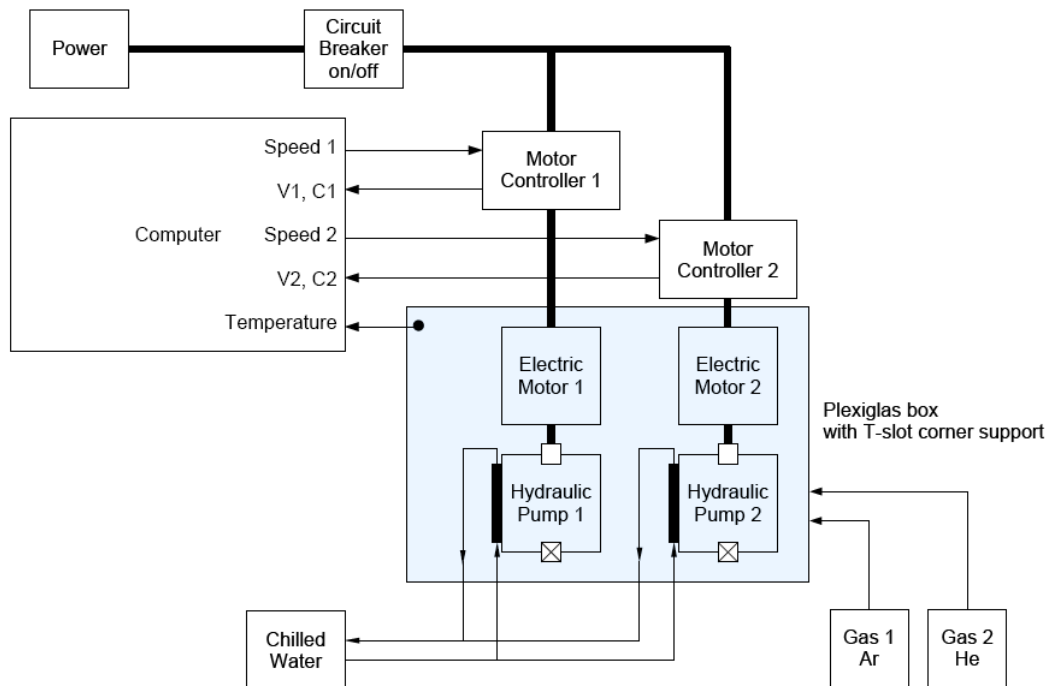 Power
Circuit
Breaker
on/off
Speed 1
Motor
Controller 1
V1, C1
Computer
Speed 2
Motor
Controller 2
V2, C2
Temperature
Electric
Motor 1
Electric
Motor 2
Plexiglas box
with T-slot corner support
Hydraulic
Pump 1
Hydraulic
Pump 2
Chilled
Water
Gas 1
Ar
Gas 2
He